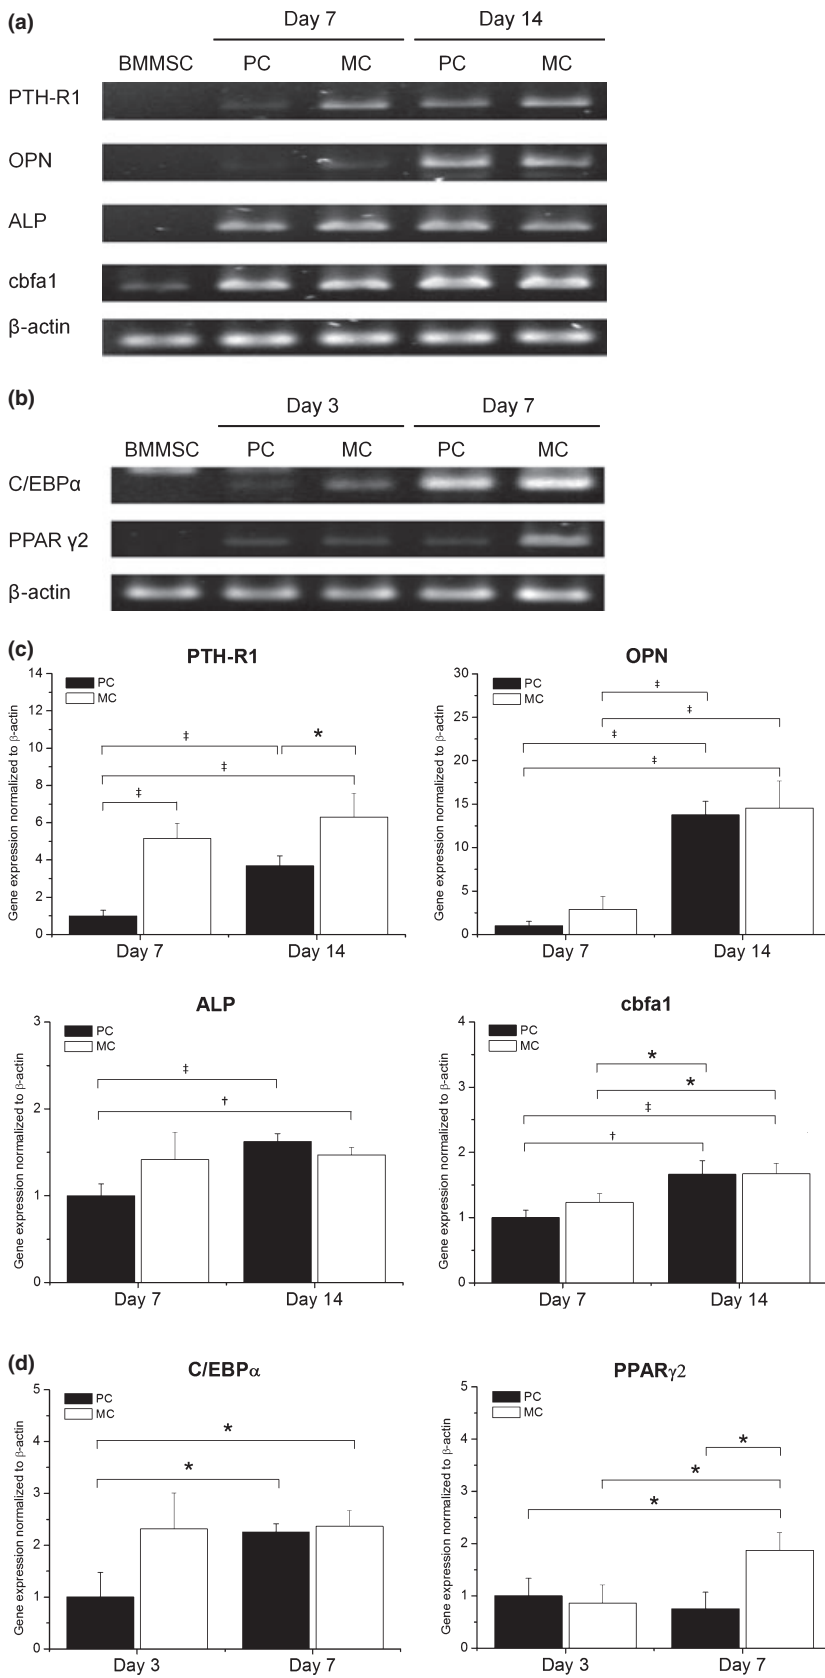 (a)
Day 7 Day 14
BMMSC PC MC PC MC
PTH-R1
OPN
ALP
cbfa1
β-actin
(b)
Day 3 Day 7
BMMSC PC MC PC MC
C/EBPα
PPAR γ2
β-actin
(c)
PTH-R1
Gene expression normalized to β-actin
14
12
10
8
6
4
2
0
PC
MC
‡
*
‡
‡
Day 7 Day 14
OPN
Gene expression normalized to β-actin
30
25
20
15
10
5
0
PC
MC
‡
‡
‡
‡
Day 7 Day 14
ALP
Gene expression normalized to β-actin
3
2
1
0
PC
MC
‡
†
Day 7 Day 14
cbfa1
Gene expression normalized to β-actin
4
3
2
1
0
PC
MC
*
*
‡
†
Day 7 Day 14
(d)
C/EBPα
Gene expression normalized to β-actin
5
4
3
2
1
0
PC
MC
*
*
Day 3 Day 7
PPARγ2
Gene expression normalized to β-actin
5
4
3
2
1
0
PC
MC
*
*
*
Day 3 Day 7